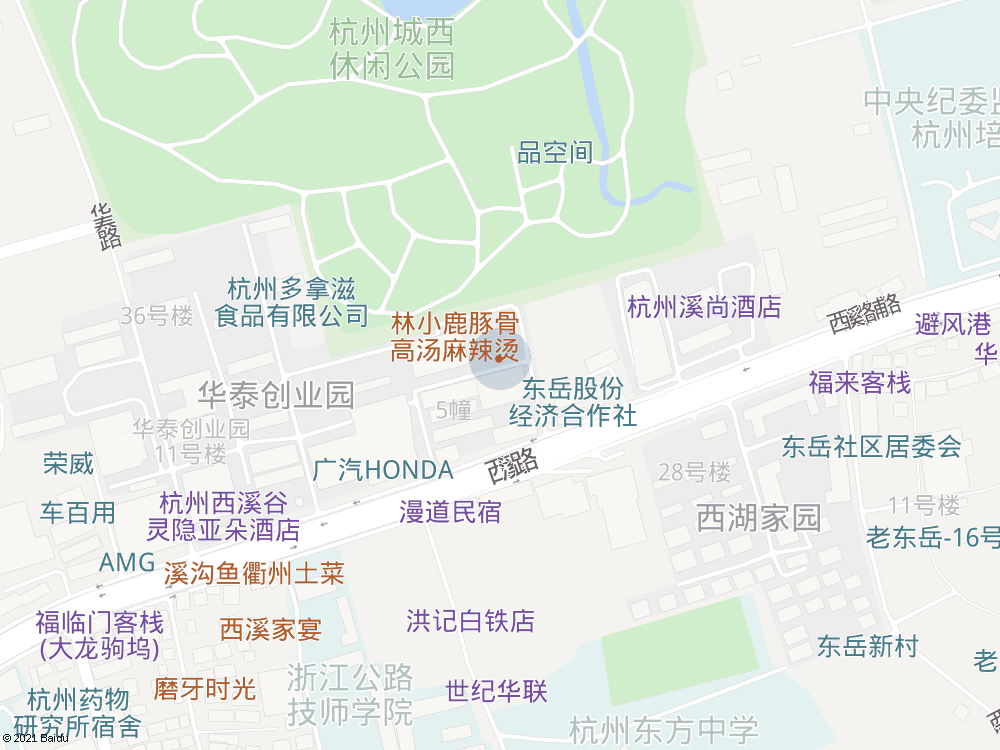 杭州城西
休闲公园
中央纪委监
杭州培
品空间
华泰路
杭州多拿滋
食品有限公司
36号楼
林小鹿豚骨
高汤麻辣烫
杭州溪尚酒店
西溪路辅路
避风港
华
福来客栈
华泰创业园
东岳股份
经济合作社
5幢
华泰创业园
11号楼
东岳社区居委会
荣威
广汽HONDA
西溪路
28号楼
杭州西溪谷
灵隐亚朵酒店
车百用
漫道民宿
西湖家园
11号楼
老东岳-16号
AMG
溪沟鱼衢州土菜
福临门客栈
(大龙驹坞)
西溪家宴
洪记白铁店
东岳新村
老
浙江公路
技师学院
磨牙时光
世纪华联
杭州药物
研究所宿舍
杭州东方中学
西
© 2021 Baidu